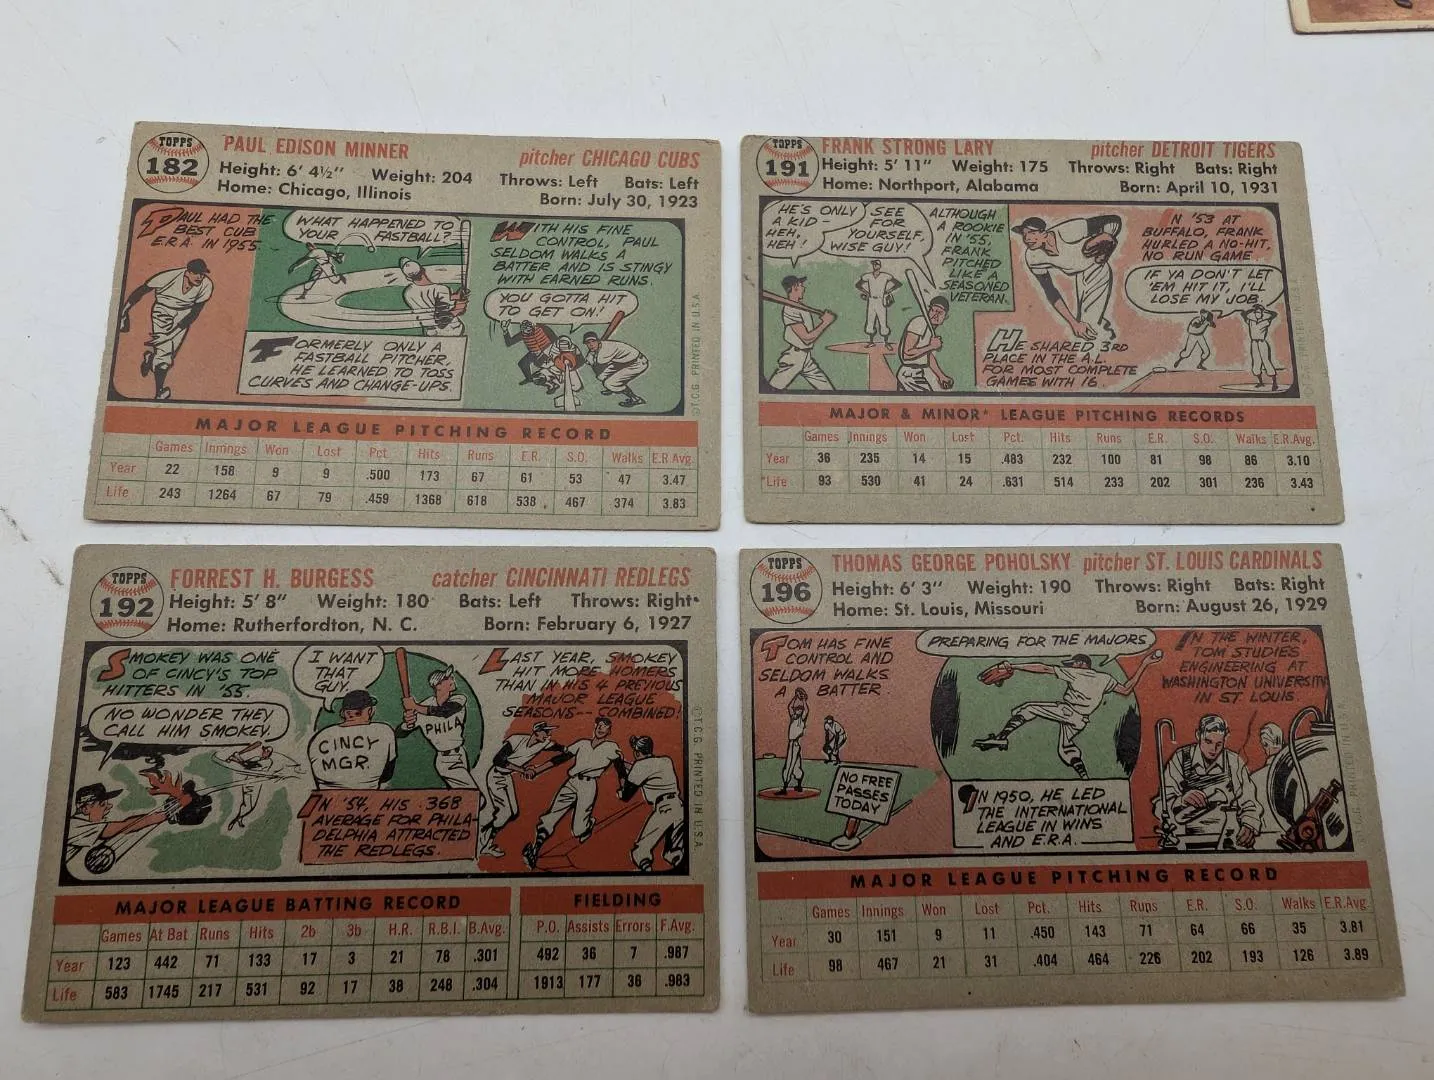 TOPPS
182
PAUL EDISON MINNER
pitcher CHICAGO CUBS
Height: 6' 4½" Weight: 204 Throws: Left Bats: Left
Home: Chicago, Illinois Born: July 30, 1923
PAUL HAD THE
BEST CUB
E.R.A. IN 1955.
WHAT HAPPENED TO
YOUR FASTBALL?
FORMERLY ONLY A
FASTBALL PITCHER,
HE LEARNED TO TOSS
CURVES AND CHANGE-UPS.
WITH HIS FINE
CONTROL, PAUL
SELDOM WALKS A
BATTER AND IS STINGY
WITH EARNED RUNS.
YOU GOTTA HIT
TO GET ON!
©T.C.G. PRINTED IN U.S.A.
MAJOR LEAGUE PITCHING RECORD
Games Innings Won Lost Pct. Hits Runs E.R. S.O. Walks E.R.Avg.
Year 22 158 9 9 .500 173 67 61 53 47 3.47
Life 243 1264 67 79 .459 1368 618 538 467 374 3.83
TOPPS
191
FRANK STRONG LARY pitcher DETROIT TIGERS
Height: 5' 11" Weight: 175 Throws: Right Bats: Right
Home: Northport, Alabama Born: April 10, 1931
HE'S ONLY
A KID –
HEH,
HEH!
SEE
FOR
YOURSELF,
WISE GUY!
ALTHOUGH
A ROOKIE
IN '55,
FRANK
PITCHED
LIKE A
SEASONED
VETERAN.
HE SHARED 3RD
PLACE IN THE A.L.
FOR MOST COMPLETE
GAMES WITH 16.
IN '53 AT
BUFFALO, FRANK
HURLED A NO-HIT,
NO RUN GAME.
IF YA DON'T LET
'EM HIT IT, I'LL
LOSE MY JOB.
MAJOR & MINOR* LEAGUE PITCHING RECORDS
Games Innings Won Lost Pct. Hits Runs E.R. S.O. Walks E.R.Avg.
Year 36 235 14 15 .483 232 100 81 98 86 3.10
*Life 93 530 41 24 .631 514 233 202 301 236 3.43
TOPPS
192
FORREST H. BURGESS catcher CINCINNATI REDLEGS
Height: 5' 8" Weight: 180 Bats: Left Throws: Right
Home: Rutherfordton, N. C. Born: February 6, 1927
SMOKEY WAS ONE
OF CINCY'S TOP
HITTERS IN '55.
NO WONDER THEY
CALL HIM SMOKEY.
I WANT
THAT
GUY.
CINCY
MGR.
PHILA
IN '54, HIS .368
AVERAGE FOR PHILA-
DELPHIA ATTRACTED
THE REDLEGS.
LAST YEAR, SMOKEY
HIT MORE HOMERS
THAN IN HIS 4 PREVIOUS
MAJOR LEAGUE
SEASONS-- COMBINED!
©T.C.G. PRINTED IN U.S.A.
MAJOR LEAGUE BATTING RECORD FIELDING
Games At Bat Runs Hits 2b 3b H.R. R.B.I. B.Avg. P.O. Assists Errors F.Avg.
Year 123 442 71 133 17 3 21 78 .301 492 36 7 .987
Life 583 1745 217 531 92 17 38 248 .304 1913 177 36 .983
TOPPS
196
THOMAS GEORGE POHOLSKY pitcher ST. LOUIS CARDINALS
Height: 6' 3" Weight: 190 Throws: Right Bats: Right
Home: St. Louis, Missouri Born: August 26, 1929
TOM HAS FINE
CONTROL AND
SELDOM WALKS
A BATTER.
NO FREE
PASSES
TODAY
PREPARING FOR THE MAJORS
IN 1950, HE LED
THE INTERNATIONAL
LEAGUE IN WINS
AND E.R.A.
IN THE WINTER,
TOM STUDIES
ENGINEERING AT
WASHINGTON UNIVERSITY
IN ST. LOUIS.
MAJOR LEAGUE PITCHING RECORD
Games Innings Won Lost Pct. Hits Runs E.R. S.O. Walks E.R.Avg.
Year 30 151 9 11 .450 143 71 64 66 35 3.81
Life 98 467 21 31 .404 464 226 202 193 126 3.89